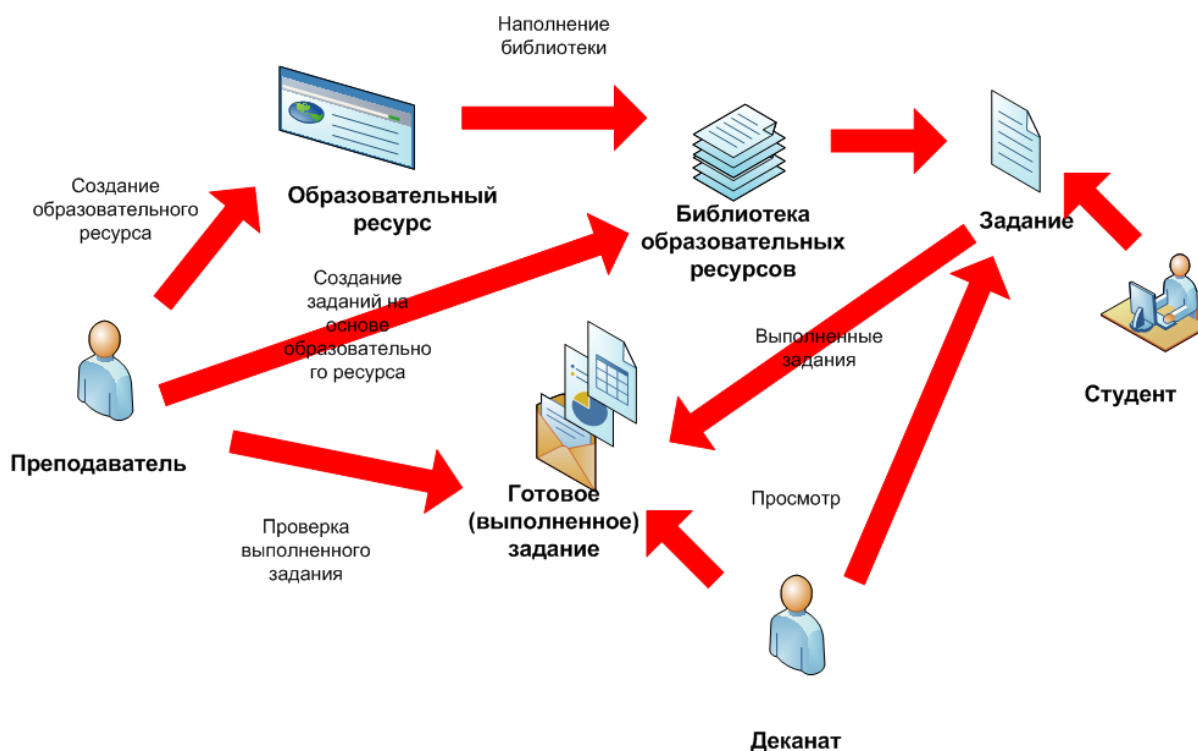 Наполнение
библиотеки
Создание
образовательного
ресурса
Образовательный
ресурс
Библиотека
образовательных
ресурсов
Задание
Создание
заданий на
основе
образовательно
го ресурса
Выполненные
задания
Студент
Преподаватель
Готовое
(выполненное)
задание
Просмотр
Проверка
выполненного
задания
Деканат